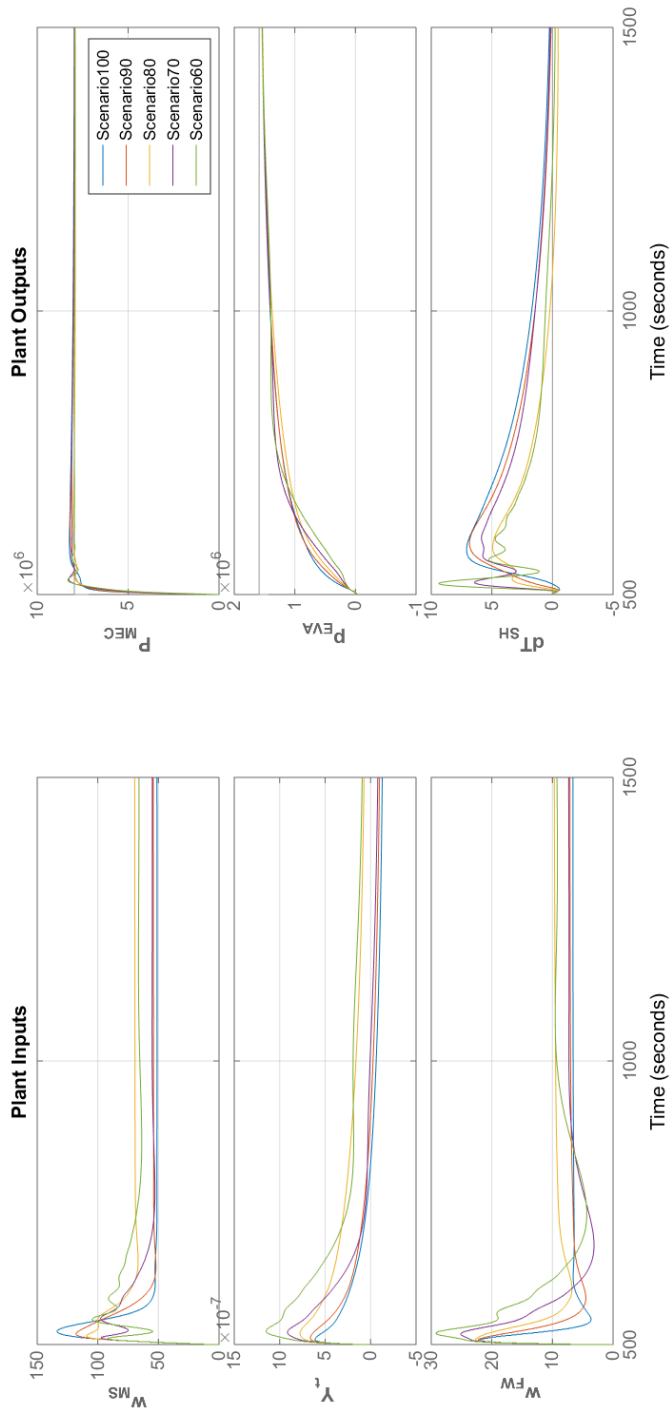 Plant Inputs
150
100
50
0
w_MS
×10^-7
15
10
5
0
-5
Y_t
30
20
10
0
w_FW
500
1000
1500
Time (seconds)
Plant Outputs
×10^6
10
5
0
P_MEC
Scenario100
Scenario90
Scenario80
Scenario70
Scenario60
×10^6
2
1
0
-1
p_EVA
10
5
0
-5
dT_SH
500
1000
1500
Time (seconds)